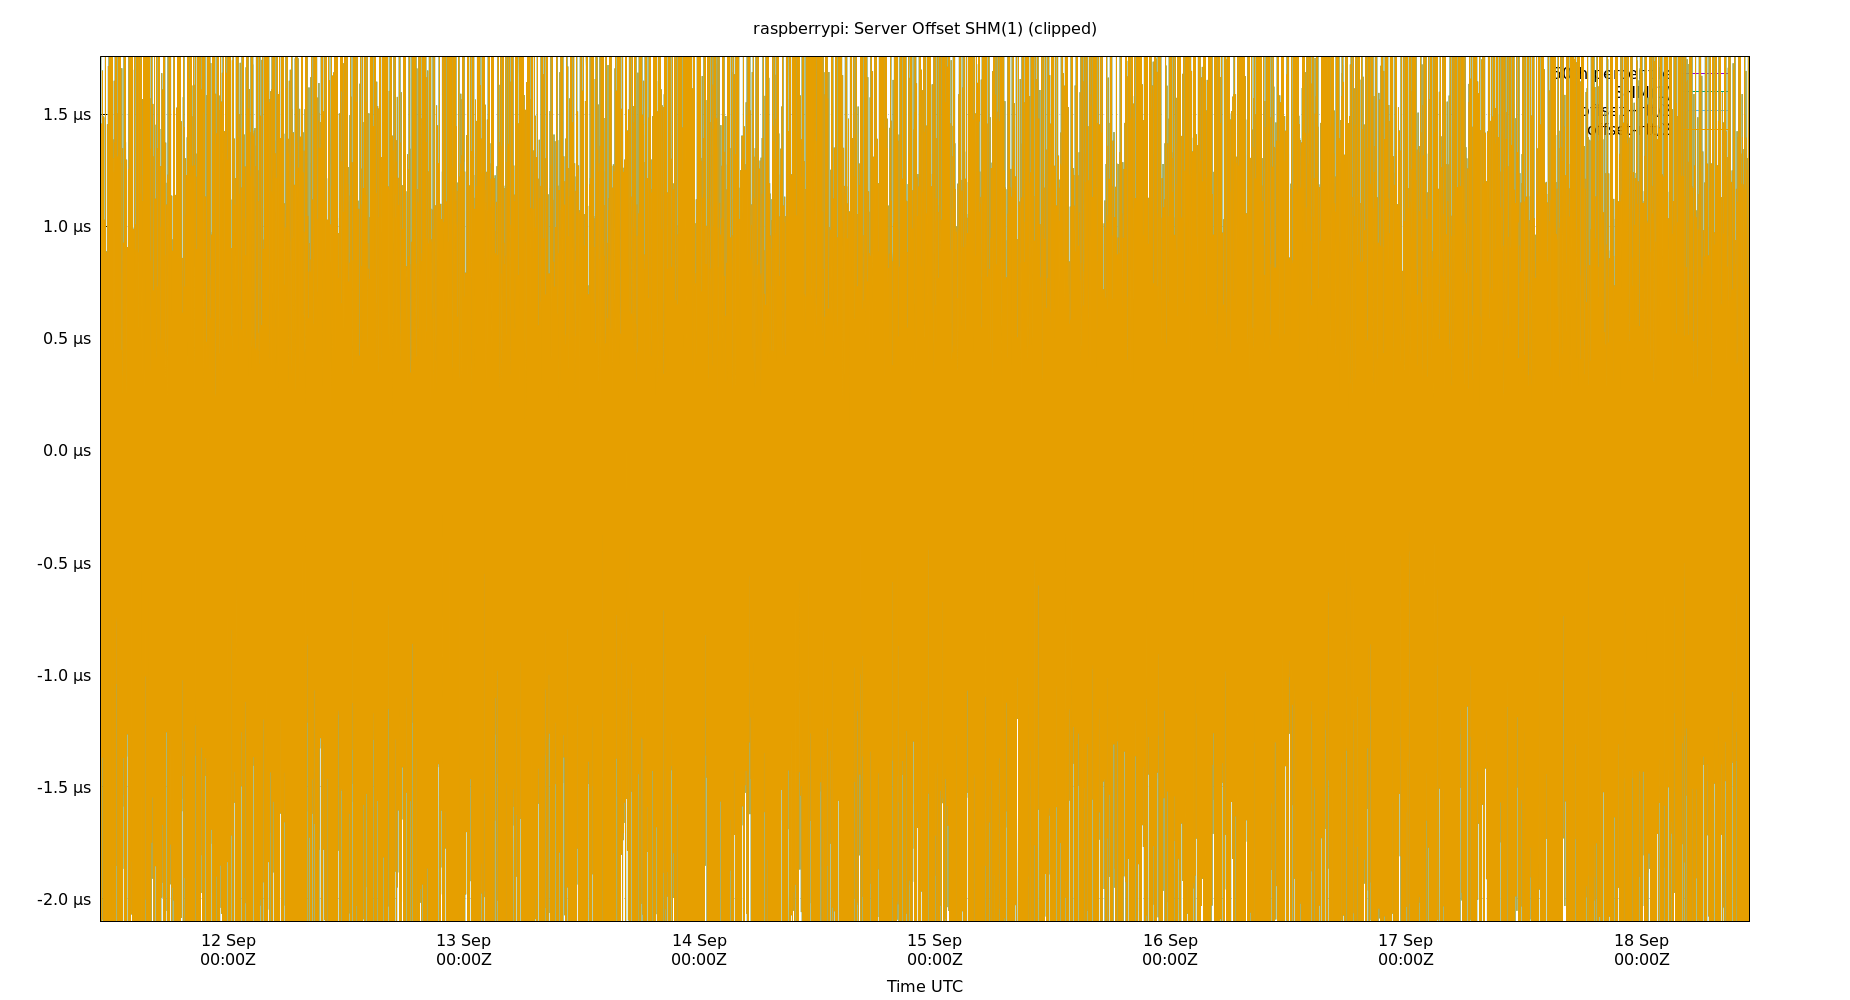 raspberrypi: Server Offset SHM(1) (clipped)
1.5 µs
1.0 µs
0.5 µs
0.0 µs
-0.5 µs
-1.0 µs
-1.5 µs
-2.0 µs
12 Sep 13 Sep 14 Sep 15 Sep 16 Sep 17 Sep 18 Sep
00:00Z 00:00Z 00:00Z 00:00Z 00:00Z 00:00Z 00:00Z
Time UTC